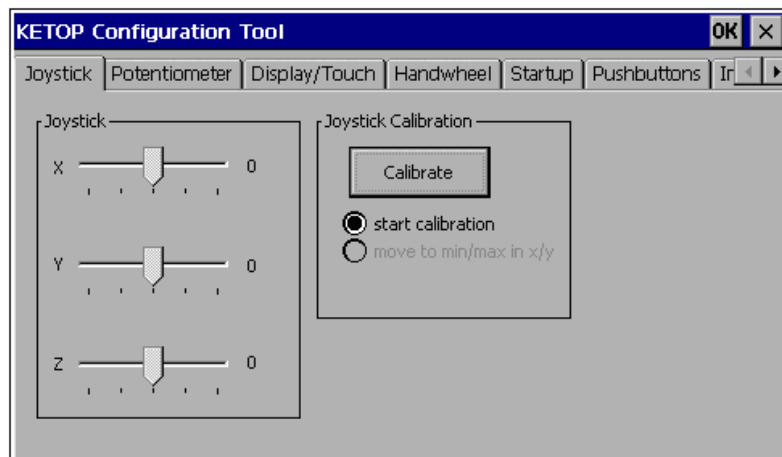 KETOP Configuration Tool OK ×
Joystick Potentiometer Display/Touch Handwheel Startup Pushbuttons
Joystick
X 0
Y 0
Z 0
Joystick Calibration
Calibrate
start calibration
move to min/max in x/y